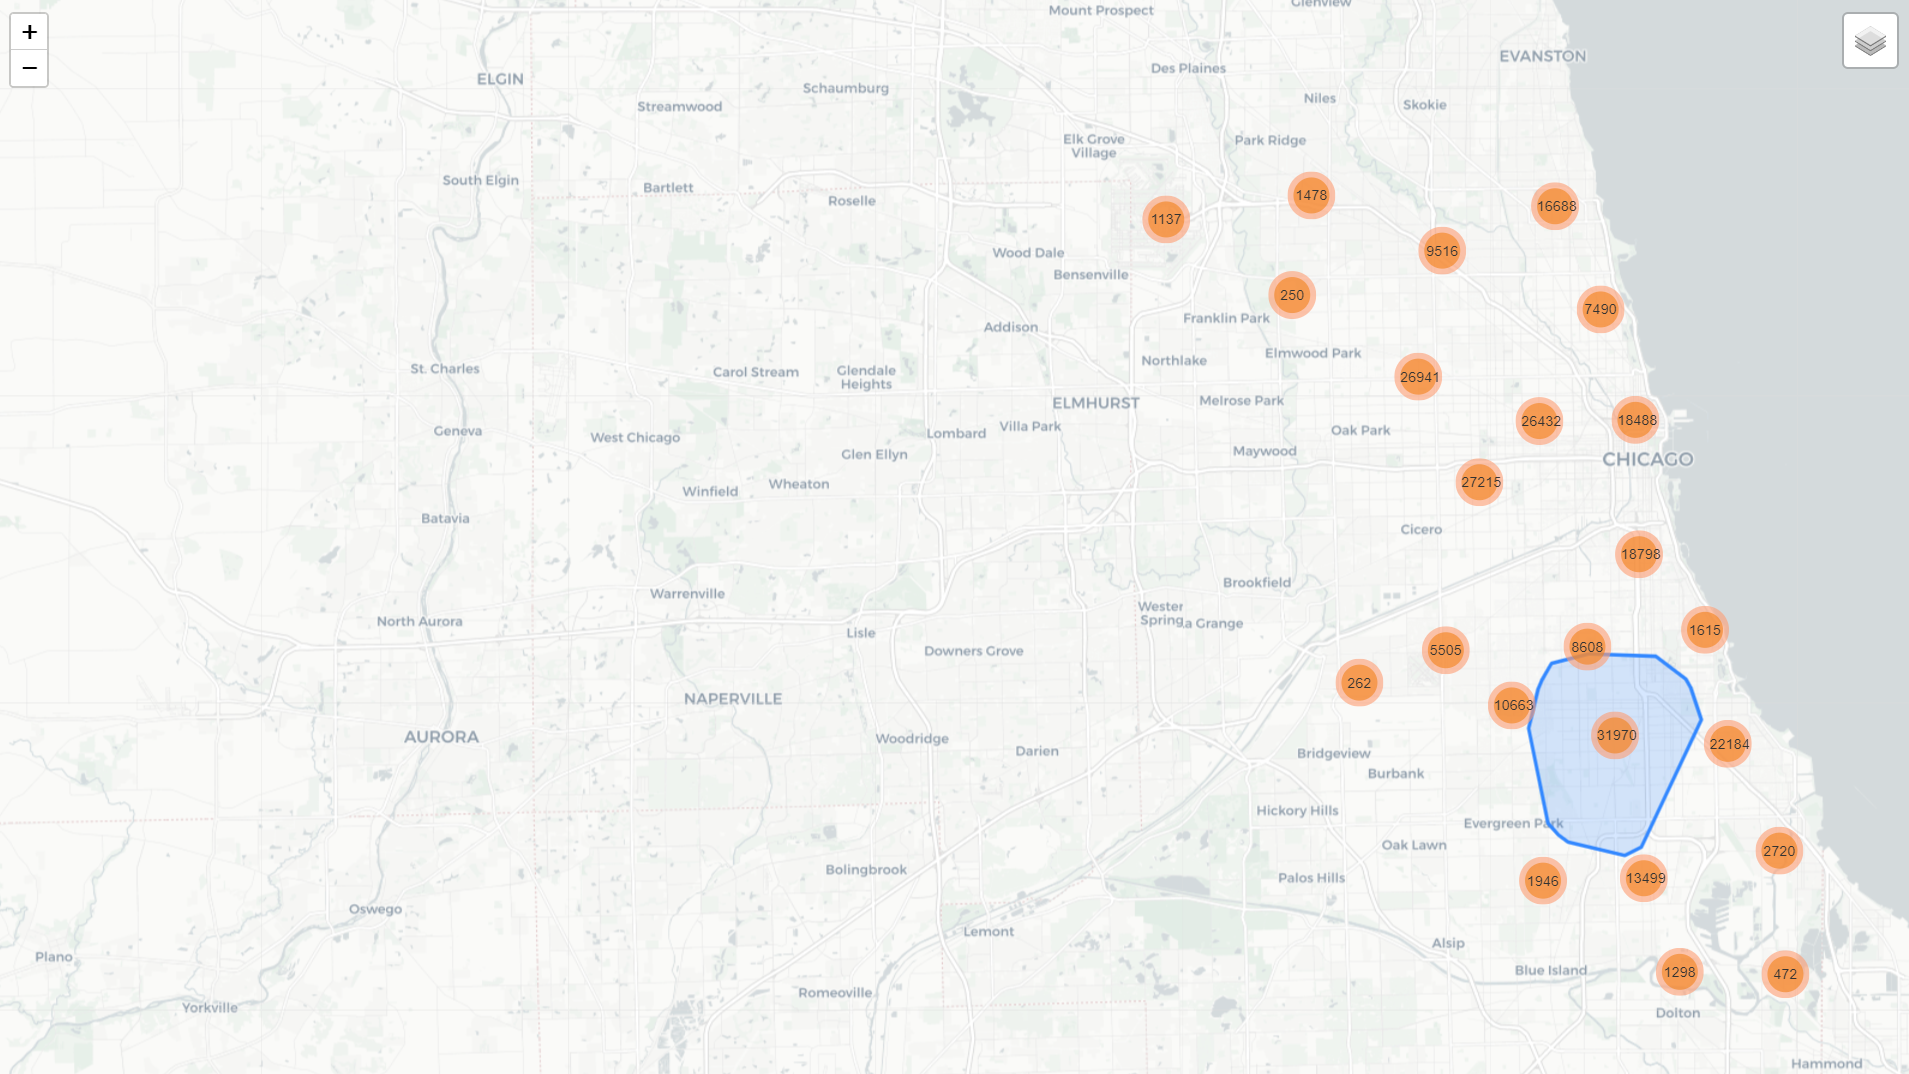 +
−
Mount Prospect
Glenview
EVANSTON
Des Plaines
ELGIN
Schaumburg
Streamwood
Niles
Skokie
Elk Grove
Village
Park Ridge
South Elgin
Bartlett
Roselle
1478
16688
1137
9516
Wood Dale
Bensenville
250
7490
Franklin Park
Addison
Elmwood Park
Northlake
St. Charles
Carol Stream
Glendale
Heights
26941
ELMHURST
Melrose Park
26432
18488
Villa Park
Oak Park
Geneva
West Chicago
Lombard
Glen Ellyn
Maywood
CHICAGO
Winfield
Wheaton
27215
Batavia
Cicero
18798
Brookfield
Warrenville
Wester
Spring
a Grange
North Aurora
Lisle
1615
8608
Downers Grove
5505
262
NAPERVILLE
10663
AURORA
Woodridge
Darien
31970
22184
Bridgeview
Burbank
Hickory Hills
Evergreen Park
Oak Lawn
2720
Bolingbrook
Palos Hills
1946
13499
Oswego
Lemont
Alsip
Plano
Blue Island
1298
472
Romeoville
Yorkville
Dolton
Hammond